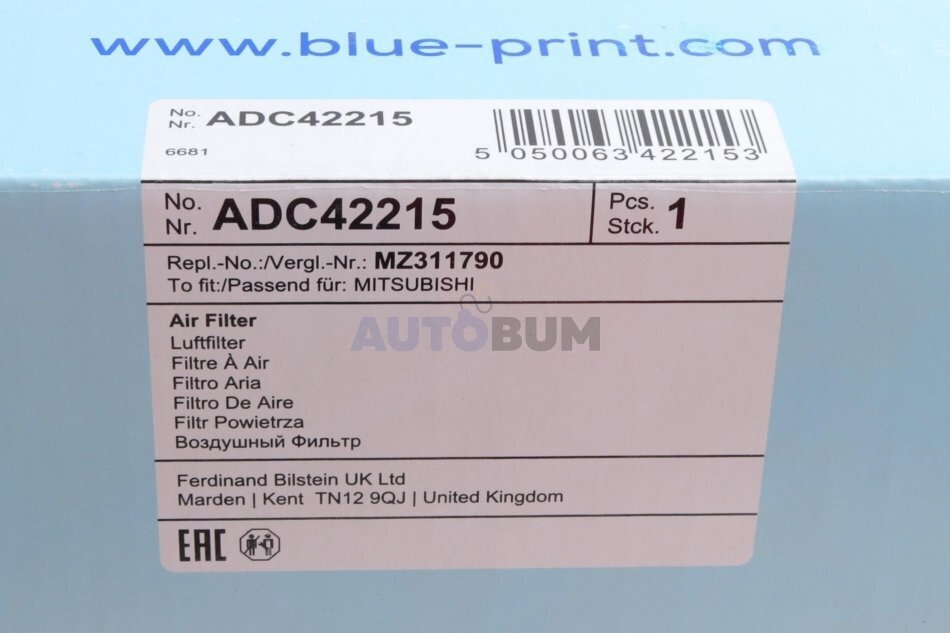 www.blue-print.com
No.
Nr. ADC42215
6681
5 050063 422153
No.
Nr. ADC42215
Pcs.
Stck. 1
Repl.-No.:/Vergl.-Nr.: MZ311790
To fit:/Passend für: MITSUBISHI
AUTOBUM
Air Filter
Luftfilter
Filtre À Air
Filtro Aria
Filtro De Aire
Filtr Powietrza
Воздушный Фильтр
Ferdinand Bilstein UK Ltd
Marden | Kent TN12 9QJ | United Kingdom
EAC